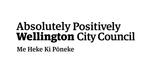 Absolutely Positively
Wellington City Council
Me Heke Ki Pōneke